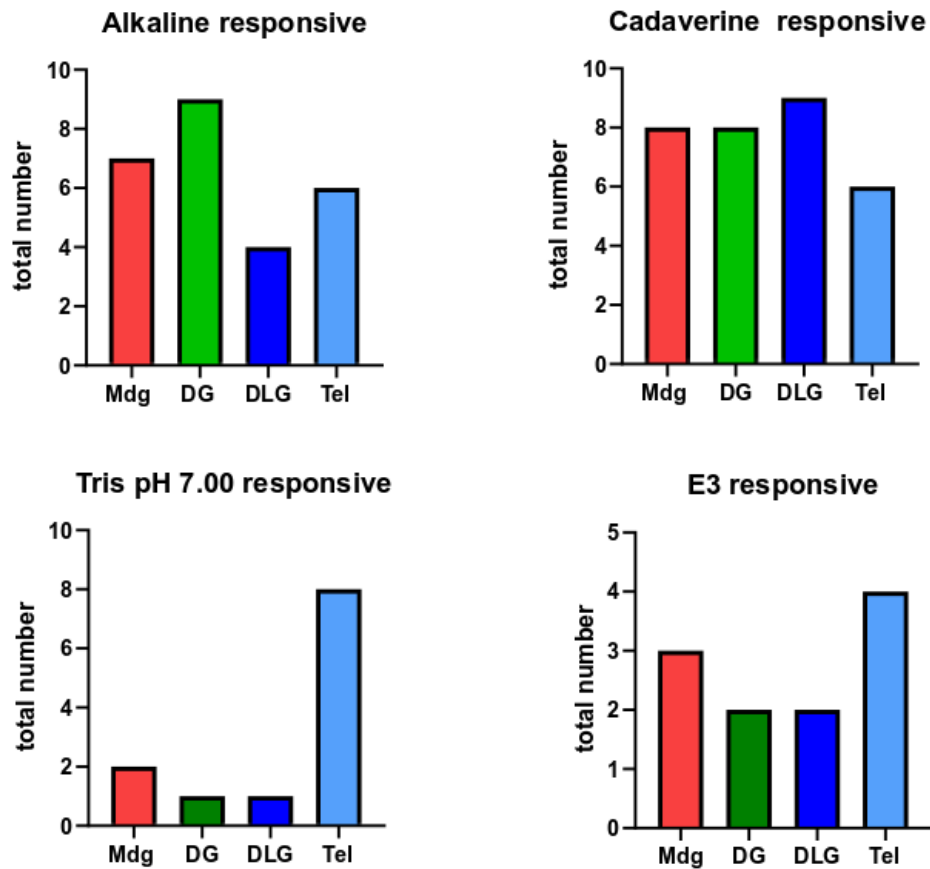 Alkaline responsive
total number
10
8
6
4
2
0
Mdg DG DLG Tel
Cadaverine  responsive
total number
10
8
6
4
2
0
Mdg DG DLG Tel
Tris pH 7.00 responsive
total number
10
8
6
4
2
0
Mdg DG DLG Tel
E3 responsive
total number
5
4
3
2
1
0
Mdg DG DLG Tel